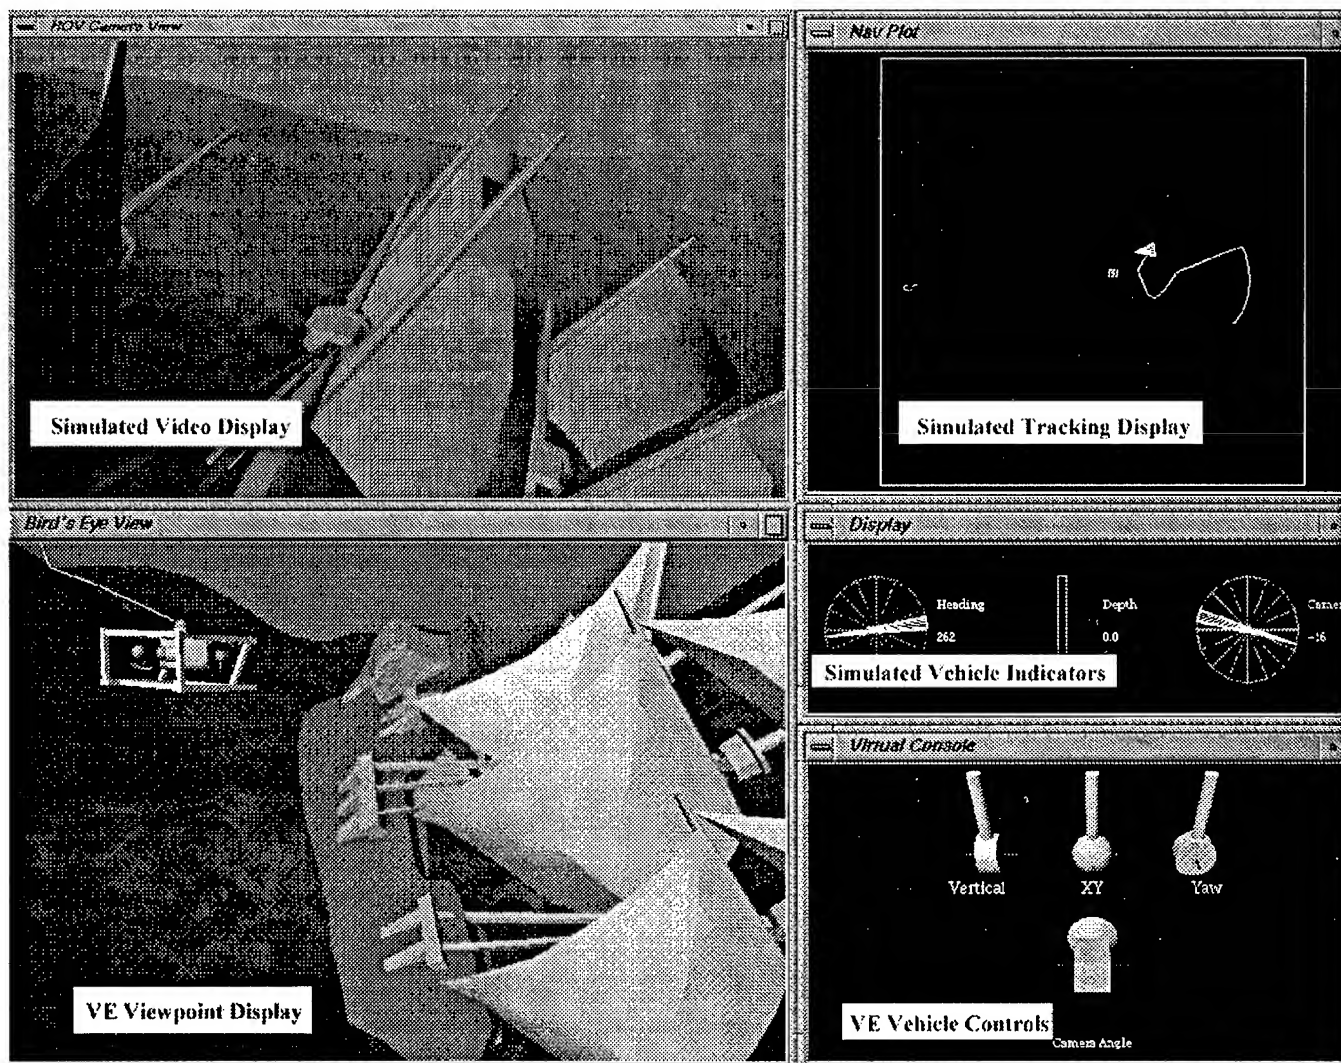 ROV Camera View
Simulated Video Display
Nav Plot
Simulated Tracking Display
Bird's Eye View
VE Viewpoint Display
Display
Heading
262
Depth
0.0
-16
Simulated Vehicle Indicators
Virtual Console
Vertical
XY
Yaw
VE Vehicle Controls
Camera Angle